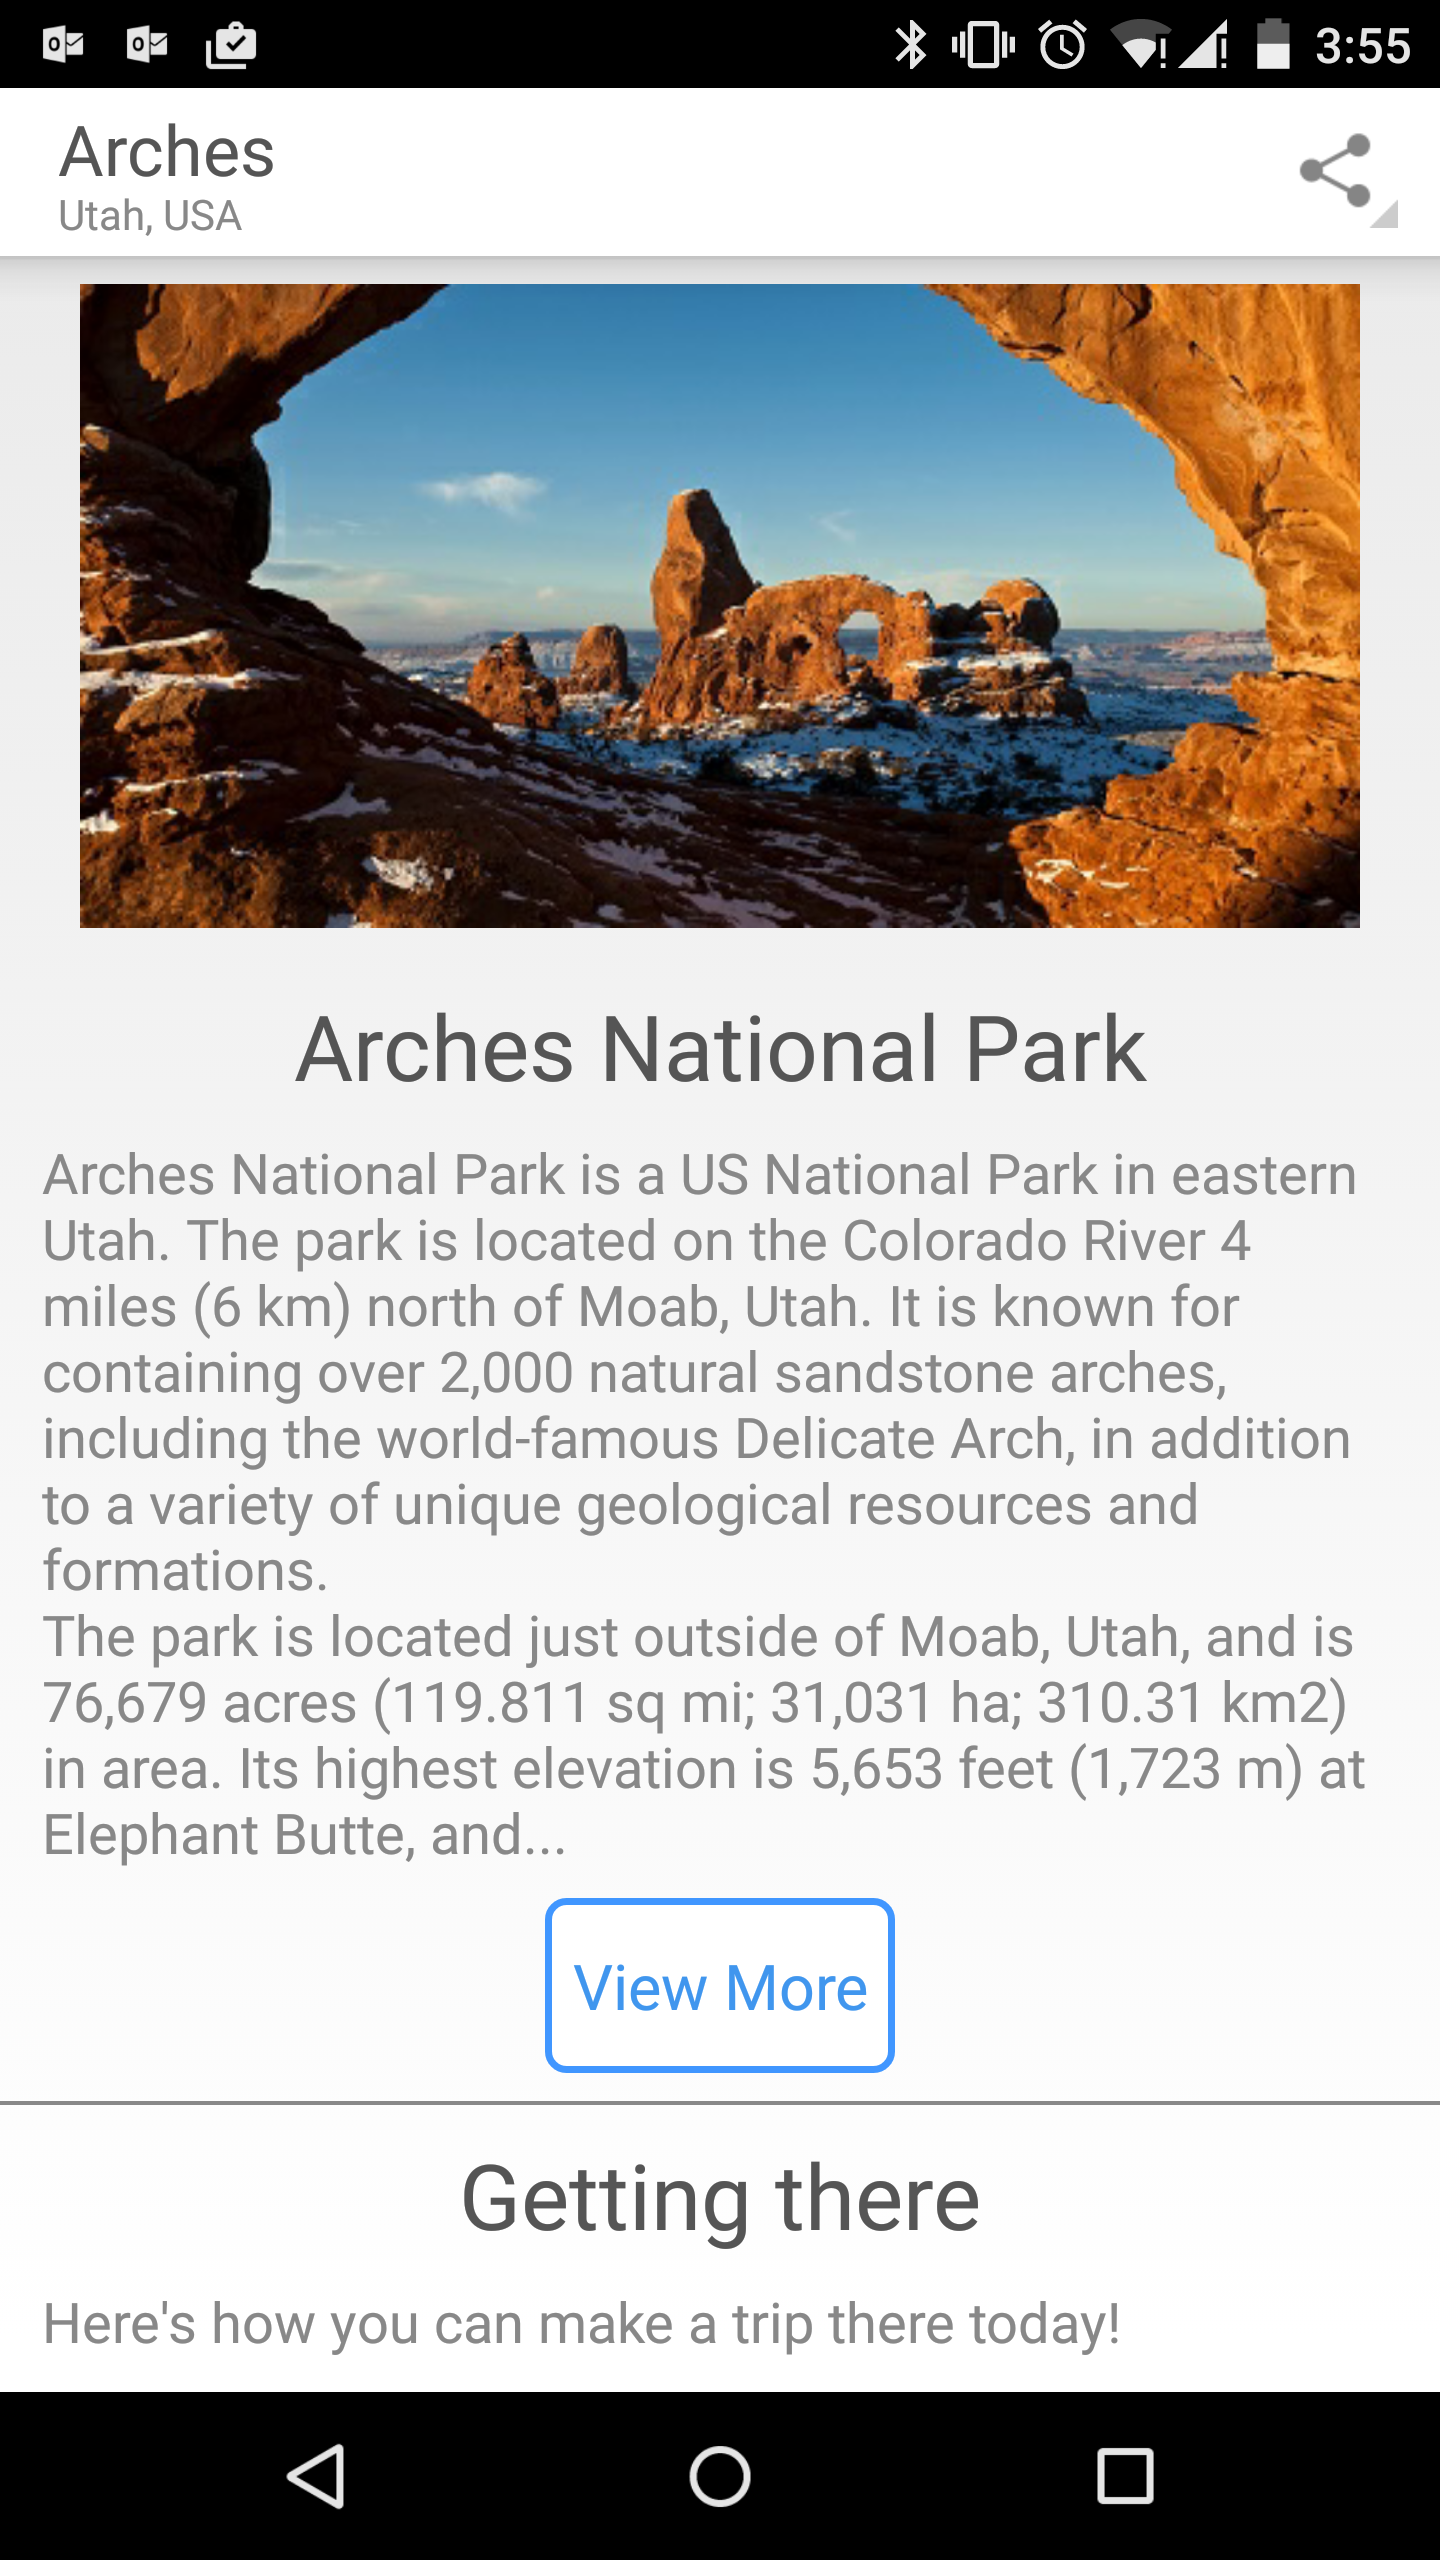 3:55
Arches
Utah, USA
Arches National Park
Arches National Park is a US National Park in eastern
Utah. The park is located on the Colorado River 4
miles (6 km) north of Moab, Utah. It is known for
containing over 2,000 natural sandstone arches,
including the world-famous Delicate Arch, in addition
to a variety of unique geological resources and
formations.
The park is located just outside of Moab, Utah, and is
76,679 acres (119.811 sq mi; 31,031 ha; 310.31 km2)
in area. Its highest elevation is 5,653 feet (1,723 m) at
Elephant Butte, and...
View More
Getting there
Here's how you can make a trip there today!